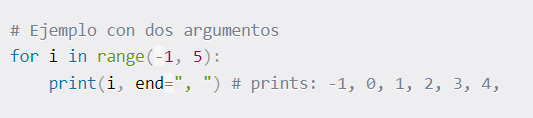 # Ejemplo con dos argumentos
for i in range(-1, 5):
    print(i, end=", ") # prints: -1, 0, 1, 2, 3, 4,